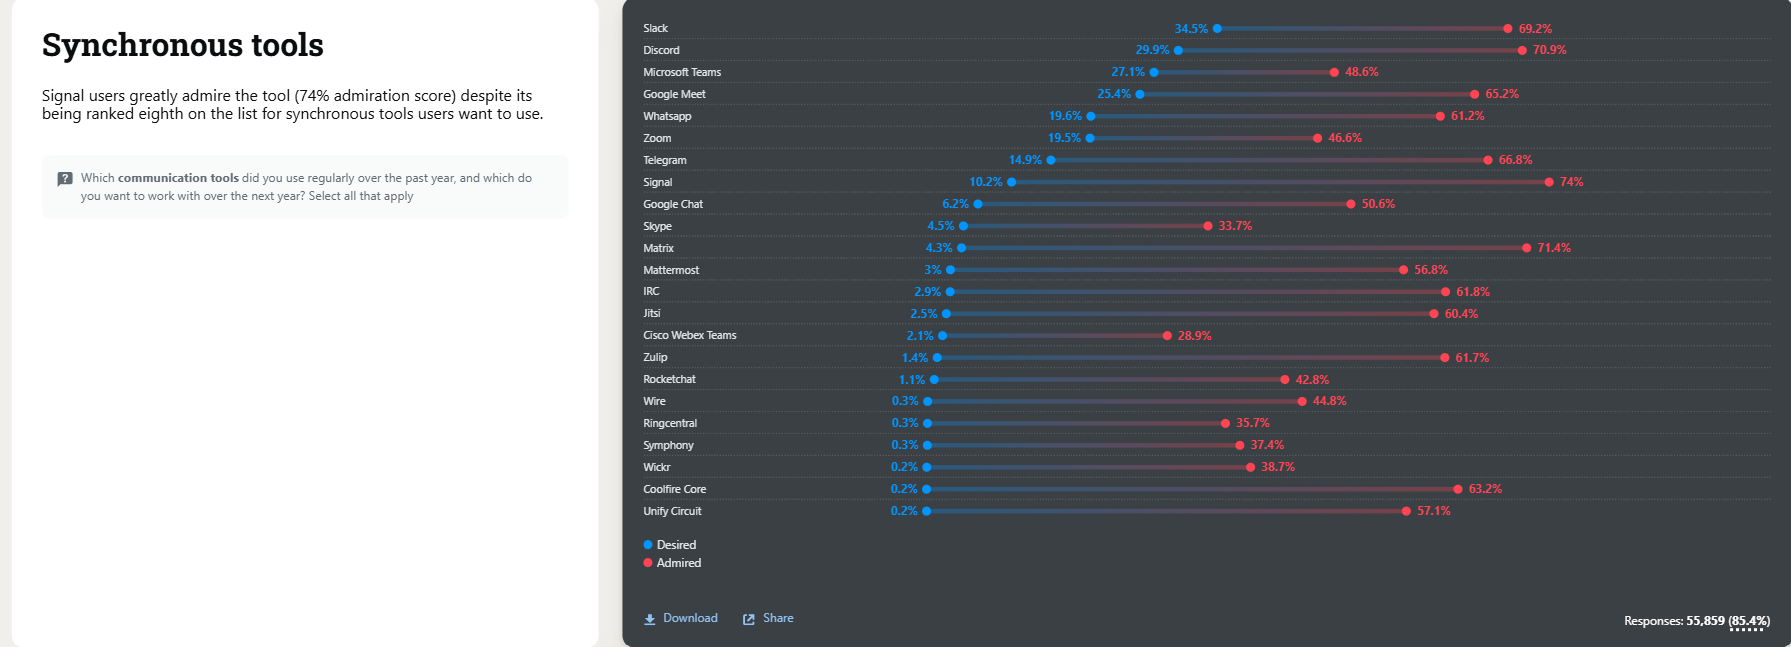 Synchronous tools
Signal users greatly admire the tool (74% admiration score) despite its
being ranked eighth on the list for synchronous tools users want to use.
Which communication tools did you use regularly over the past year, and which do
you want to work with over the next year? Select all that apply
Slack 34.5% 69.2%
Discord 29.9% 70.9%
Microsoft Teams 27.1% 48.6%
Google Meet 25.4% 65.2%
Whatsapp 19.6% 61.2%
Zoom 19.5% 46.6%
Telegram 14.9% 66.8%
Signal 10.2% 74%
Google Chat 6.2% 50.6%
Skype 4.5% 33.7%
Matrix 4.3% 71.4%
Mattermost 3% 56.8%
IRC 2.9% 61.8%
Jitsi 2.5% 60.4%
Cisco Webex Teams 2.1% 28.9%
Zulip 1.4% 61.7%
Rocketchat 1.1% 42.8%
Wire 0.3% 44.8%
Ringcentral 0.3% 35.7%
Symphony 0.3% 37.4%
Wickr 0.2% 38.7%
Coolfire Core 0.2% 63.2%
Unify Circuit 0.2% 57.1%
Desired
Admired
Download Share
Responses: 55,859 (85.4%)